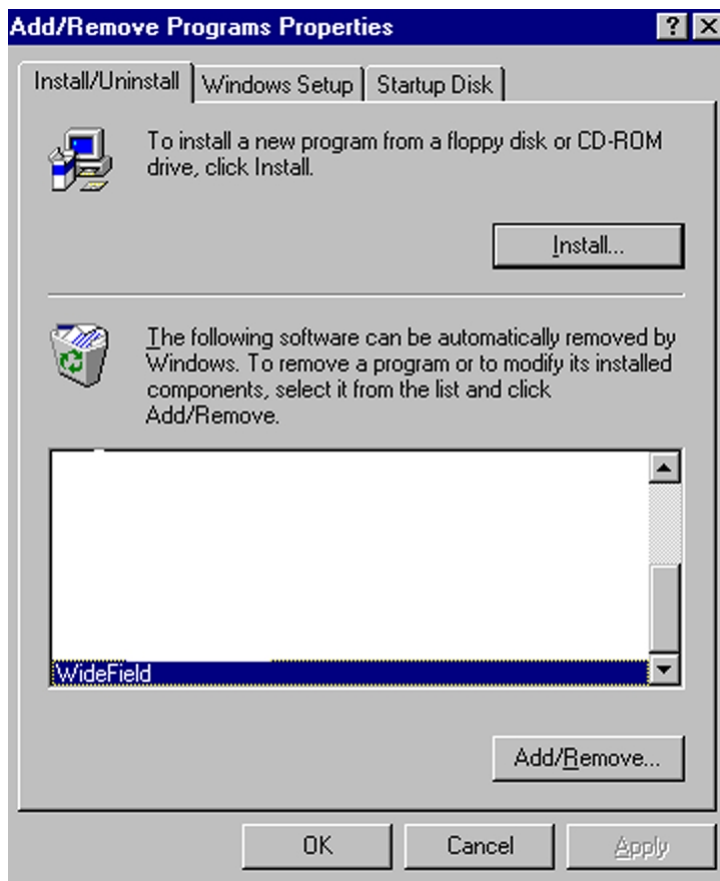 Add/Remove Programs Properties
Install/Uninstall Windows Setup Startup Disk
To install a new program from a floppy disk or CD-ROM
drive, click Install.
Install...
The following software can be automatically removed by
Windows. To remove a program or to modify its installed
components, select it from the list and click
Add/Remove.
WideField
Add/Remove...
OK Cancel Apply